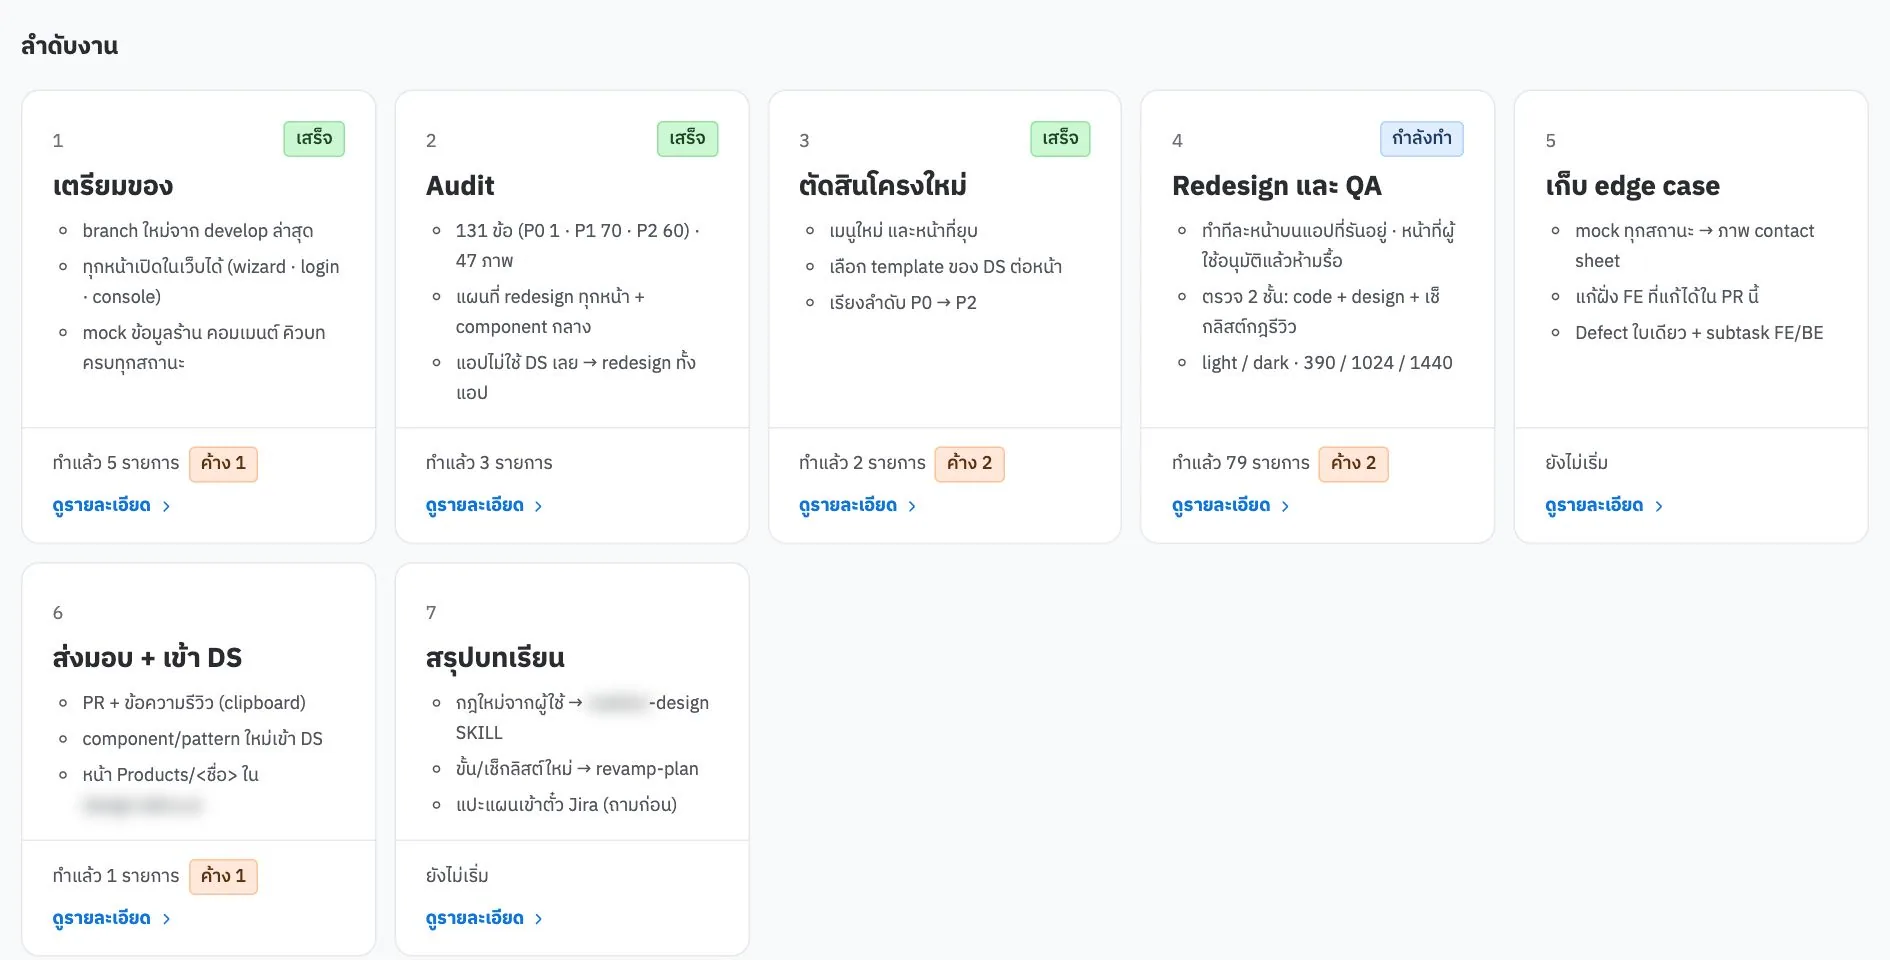 ลำดับงาน
1
เสร็จ
เตรียมของ
branch ใหม่จาก develop ล่าสุด
ทุกหน้าเปิดในเว็บได้ (wizard · login
· console)
mock ข้อมูลร้าน คอมเมนต์ คิวบท
ครบทุกสถานะ
ทำแล้ว 5 รายการ ค้าง 1
ดูรายละเอียด
2
เสร็จ
Audit
131 ข้อ (P0 1 · P1 70 · P2 60) ·
47 ภาพ
แผนที่ redesign ทุกหน้า +
component กลาง
แอปไม่ใช้ DS เลย → redesign ทั้ง
แอป
ทำแล้ว 3 รายการ
ดูรายละเอียด
3
เสร็จ
ตัดสินโครงใหม่
เมนูใหม่ และหน้าที่ยุบ
เลือก template ของ DS ต่อหน้า
เรียงลำดับ P0 → P2
ทำแล้ว 2 รายการ ค้าง 2
ดูรายละเอียด
4
กำลังทำ
Redesign และ QA
ทำทีละหน้าบนแอปที่รันอยู่ · หน้าที่ผู้
ใช้อนุมัติแล้วห้ามรื้อ
ตรวจ 2 ชั้น: code + design + เช็
กลิสต์กฎรีวิว
light / dark · 390 / 1024 / 1440
ทำแล้ว 79 รายการ ค้าง 2
ดูรายละเอียด
5
เก็บ edge case
mock ทุกสถานะ → ภาพ contact
sheet
แก้ฝั่ง FE ที่แก้ได้ใน PR นี้
Defect ใบเดียว + subtask FE/BE
ยังไม่เริ่ม
ดูรายละเอียด
6
ส่งมอบ + เข้า DS
PR + ข้อความรีวิว (clipboard)
component/pattern ใหม่เข้า DS
หน้า Products/<ชื่อ> ใน
ทำแล้ว 1 รายการ ค้าง 1
ดูรายละเอียด
7
สรุปบทเรียน
กฎใหม่จากผู้ใช้ → -design
SKILL
ขั้น/เช็กลิสต์ใหม่ → revamp-plan
แปะแผนเข้าตั๋ว Jira (ถามก่อน)
ยังไม่เริ่ม
ดูรายละเอียด